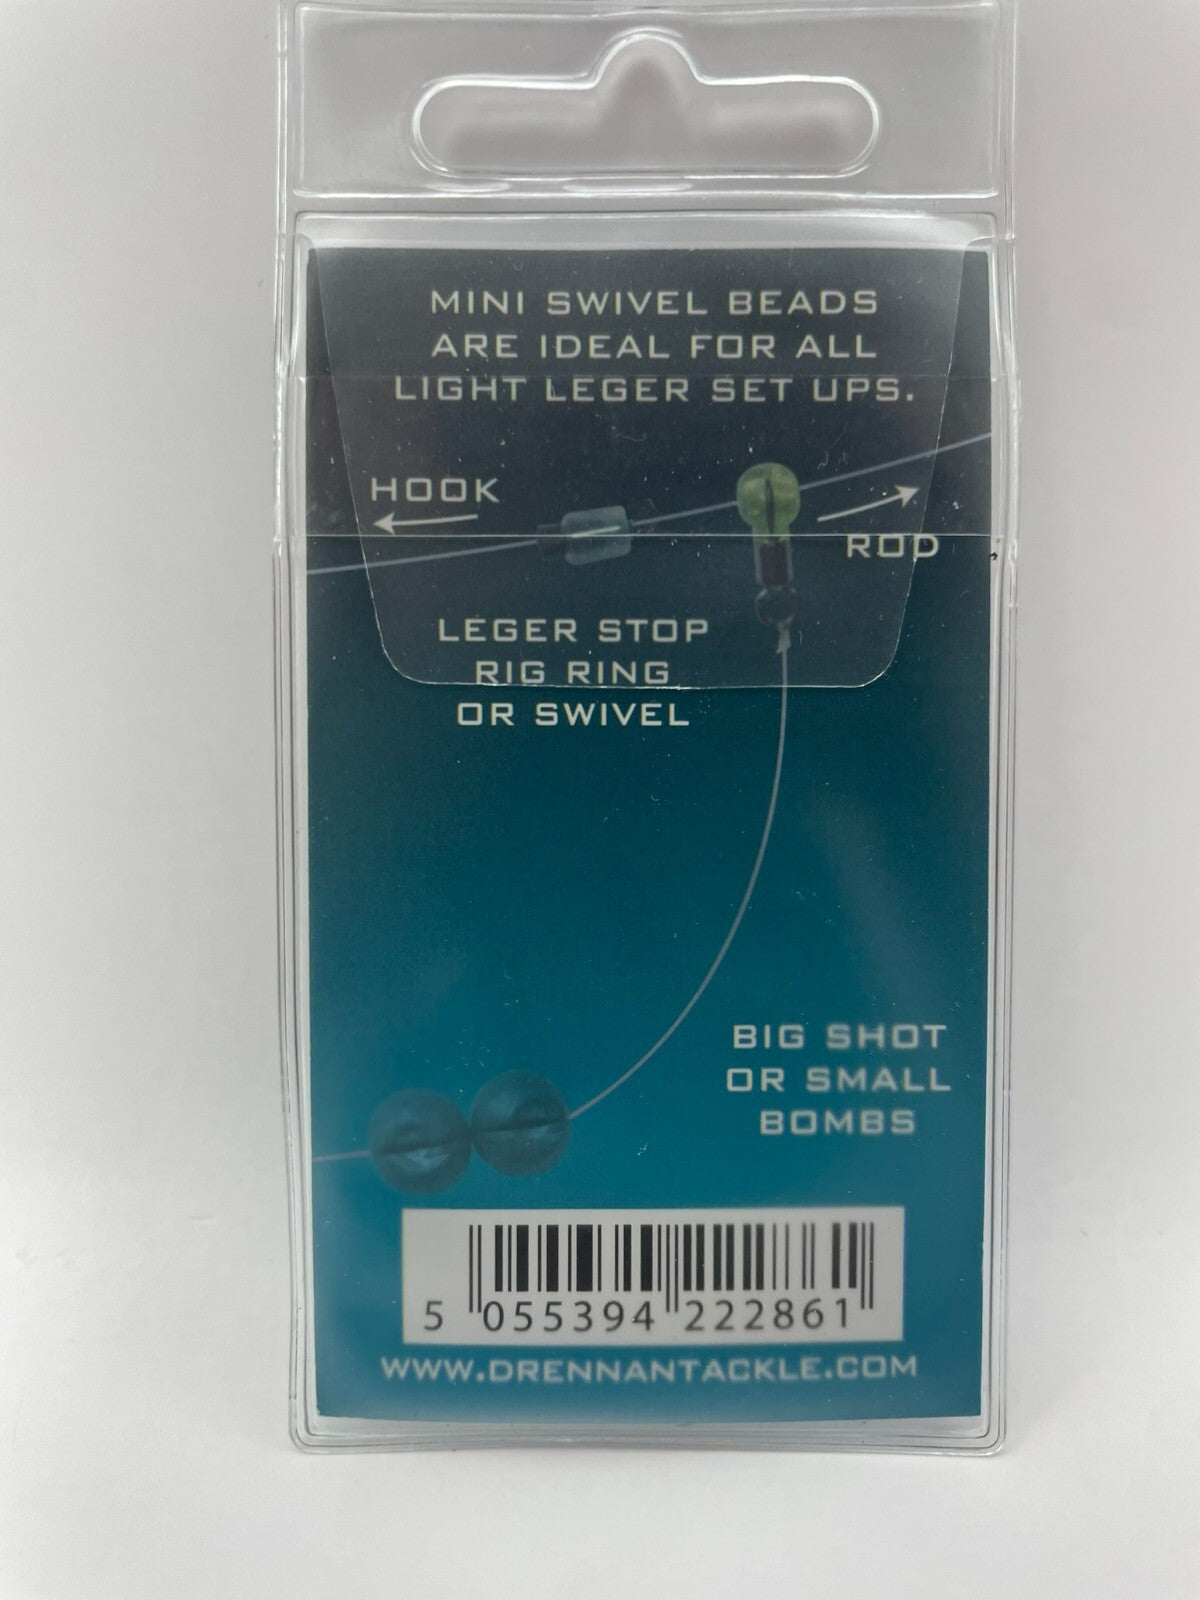 MINI SWIVEL BEADS
ARE IDEAL FOR ALL
LIGHT LEGER SET UPS.
HOOK
ROD
LEGER STOP
RIG RING
OR SWIVEL
BIG SHOT
OR SMALL
BOMBS
5 055394 222861
WWW.DRENNANTACKLE.COM